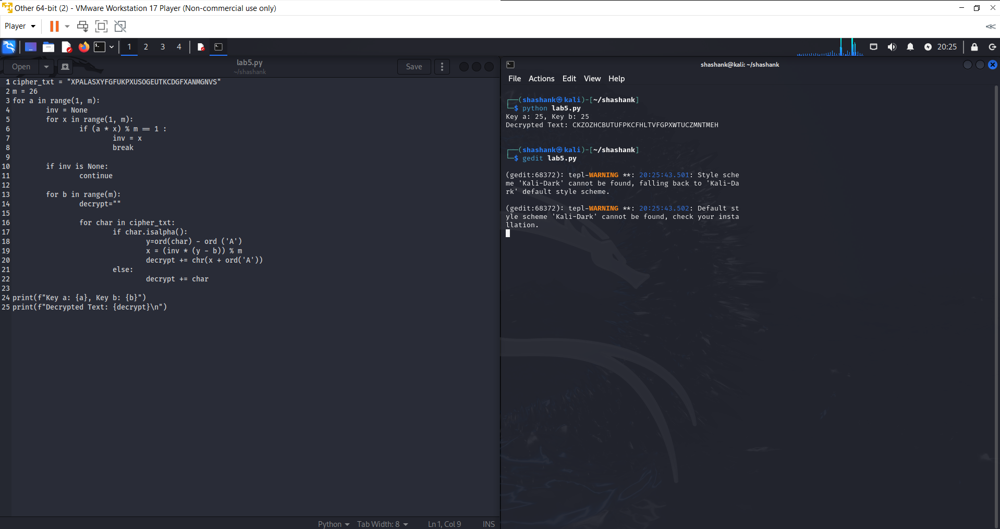 Other 64-bit (2) - VMware Workstation 17 Player (Non-commercial use only)
Player
1 2 3 4
20:25
Open
lab5.py
~/shashank
Save
1 cipher_txt = "XPALASXYFGFUKPXUSOGEUTKCDGFXANMGNVS"
2 m = 26
3 for a in range(1, m):
4 inv = None
5 for x in range(1, m):
6 if (a * x) % m == 1 :
7 inv = x
8 break
9
10 if inv is None:
11 continue
12
13 for b in range(m):
14 decrypt=""
15
16 for char in cipher_txt:
17 if char.isalpha():
18 y=ord(char) - ord ('A')
19 x = (inv * (y - b)) % m
20 decrypt += chr(x + ord('A'))
21 else:
22 decrypt += char
23
24 print(f"Key a: {a}, Key b: {b}")
25 print(f"Decrypted Text: {decrypt}\n")
Python Tab Width: 8 Ln 1, Col 9 INS
shashank@kali: ~/shashank
File Actions Edit View Help
┌──(shashank㉿kali)-[~/shashank]
└─$ python lab5.py
Key a: 25, Key b: 25
Decrypted Text: CKZOZHCBUTUFPKCFHLTVFGPXWTUCZMNTMEH
┌──(shashank㉿kali)-[~/shashank]
└─$ gedit lab5.py
(gedit:68372): tepl-WARNING **: 20:25:43.501: Style sche
me 'Kali-Dark' cannot be found, falling back to 'Kali-Da
rk' default style scheme.
(gedit:68372): tepl-WARNING **: 20:25:43.502: Default st
yle scheme 'Kali-Dark' cannot be found, check your insta
llation.